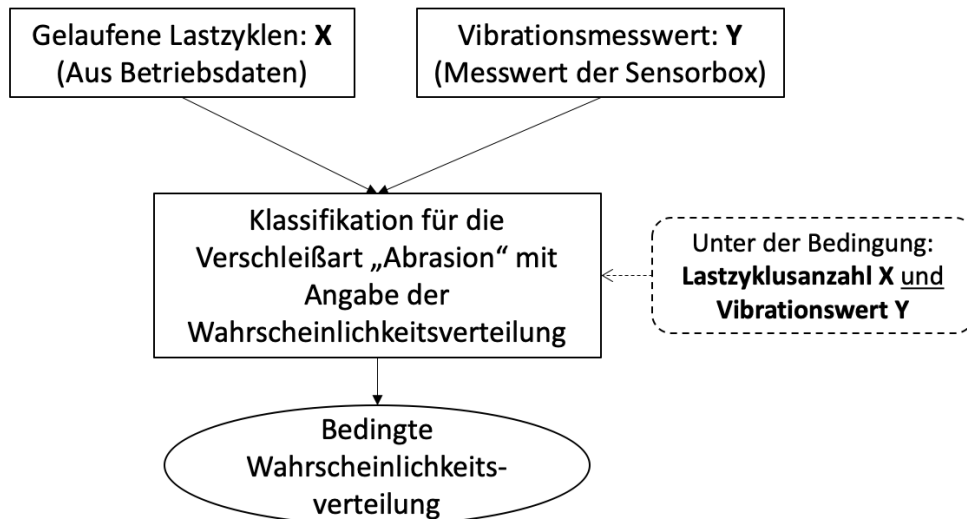 Gelaufene Lastzyklen: X
(Aus Betriebsdaten)
Vibrationsmesswert: Y
(Messwert der Sensorbox)
Klassifikation für die
Verschleißart „Abrasion“ mit
Angabe der
Wahrscheinlichkeitsverteilung
Unter der Bedingung:
Lastzyklusanzahl X und
Vibrationswert Y
Bedingte
Wahrscheinlichkeits-
verteilung